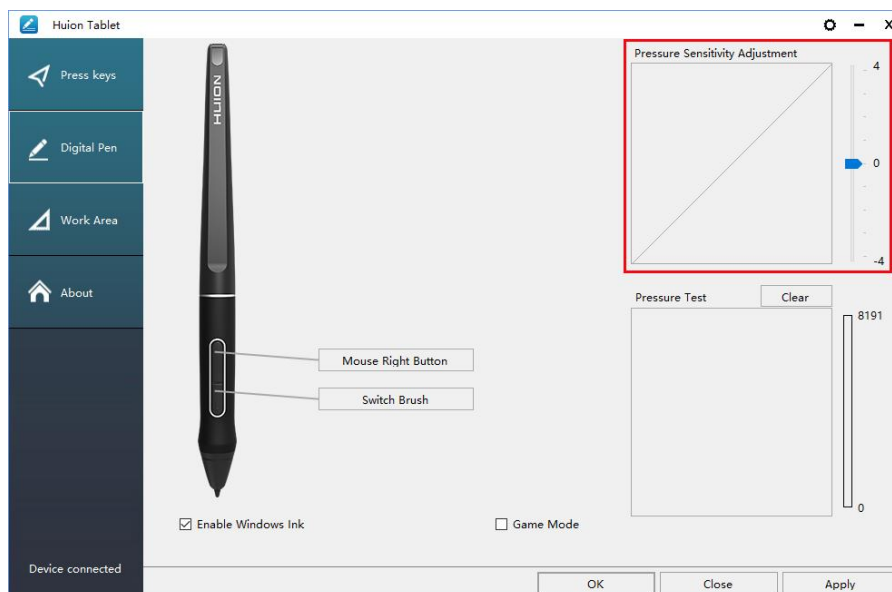 Huion Tablet
Press keys
Digital Pen
Work Area
About
Device connected
HUION
Mouse Right Button
Switch Brush
Enable Windows Ink
Game Mode
Pressure Sensitivity Adjustment
4
0
-4
Pressure Test
Clear
8191
0
OK
Close
Apply